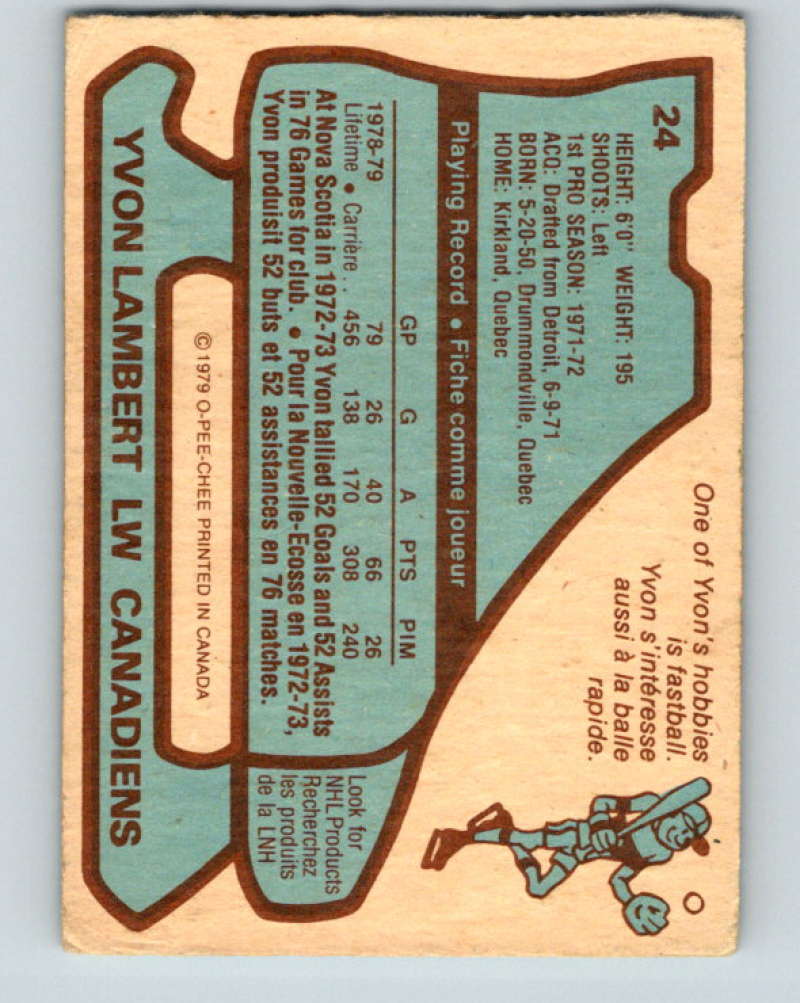 24
HEIGHT: 6'0" WEIGHT: 195
SHOOTS: Left
1st PRO SEASON: 1971-72
ACQ: Drafted from Detroit, 6-9-71
BORN: 5-20-50, Drummondville, Quebec
HOME: Kirkland, Quebec
One of Yvon's hobbies
is fastball.
Yvon s'intéresse
aussi à la balle
rapide.
Playing Record • Fiche comme joueur
GP G A PTS PIM
1978-79 79 26 40 66 26
Lifetime • Carrière . . 456 138 170 308 240
At Nova Scotia in 1972-73 Yvon tallied 52 Goals and 52 Assists
in 76 Games for club. • Pour la Nouvelle-Ecosse en 1972-73,
Yvon produisit 52 buts et 52 assistances en 76 matches.
Look for
NHL Products
Recherchez
les produits
de la LNH
© 1979 O-PEE-CHEE PRINTED IN CANADA
YVON LAMBERT LW CANADIENS